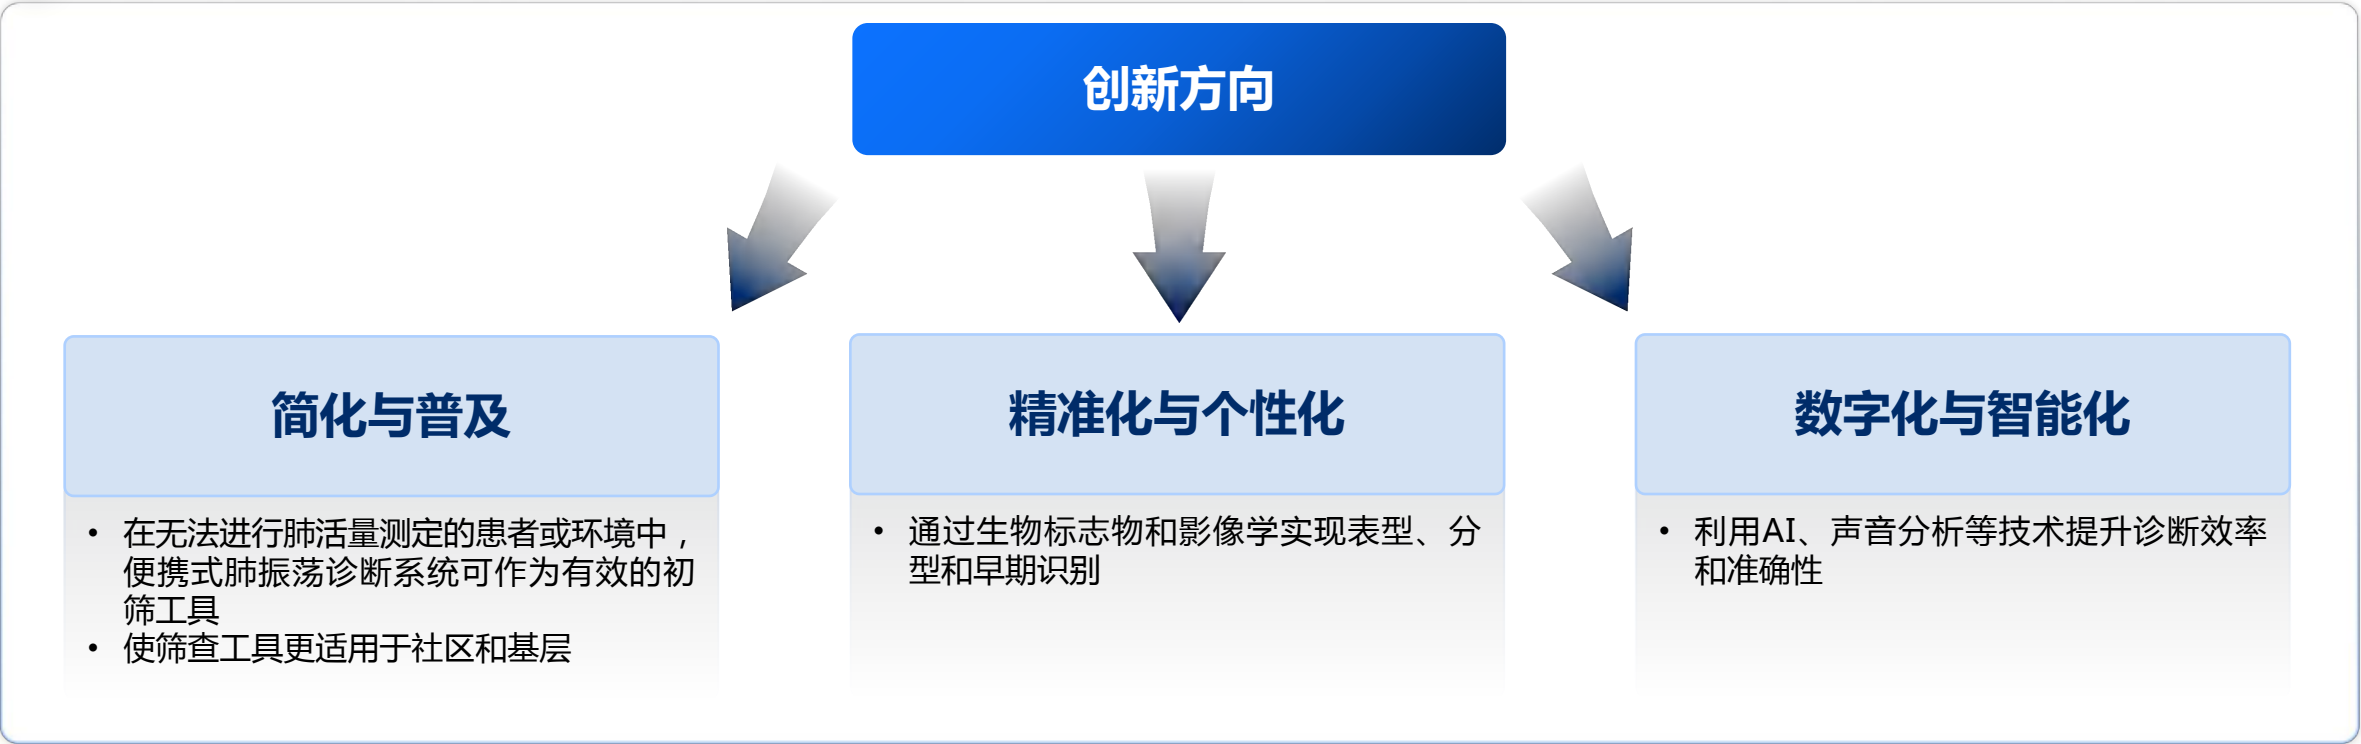 创新方向
简化与普及
• 在无法进行肺活量测定的患者或环境中，
便携式肺振荡诊断系统可作为有效的初
筛工具
• 使筛查工具更适用于社区和基层
精准化与个性化
• 通过生物标志物和影像学实现表型、分
型和早期识别
数字化与智能化
• 利用AI、声音分析等技术提升诊断效率
和准确性